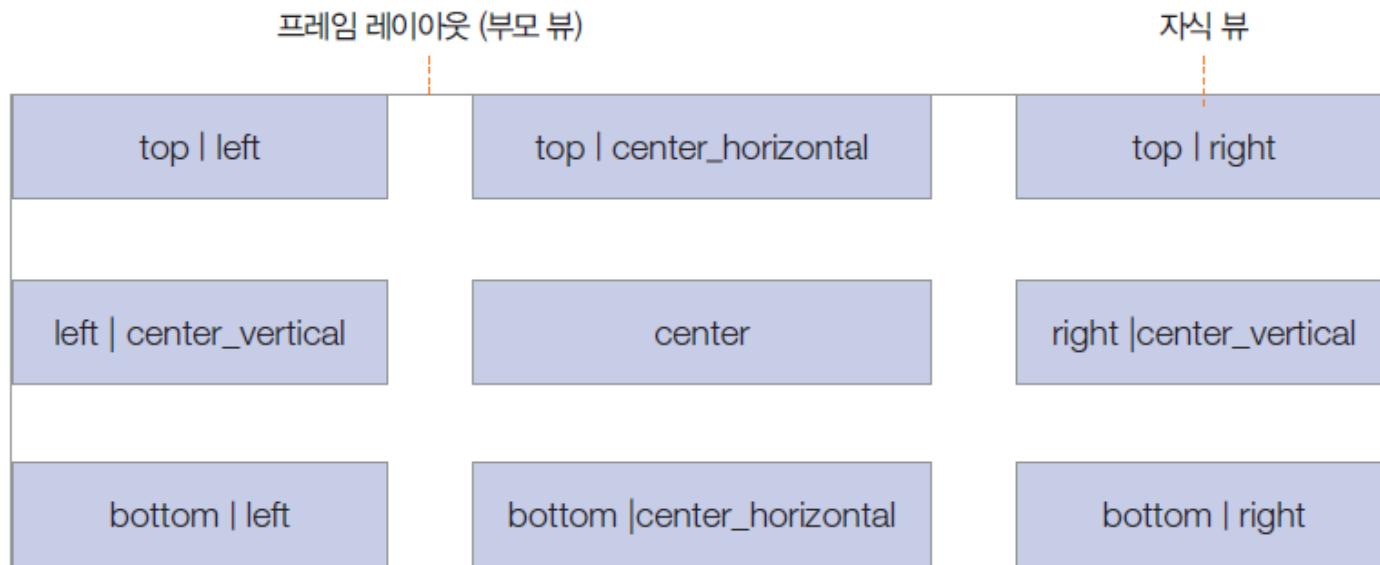 프레임 레이아웃 (부모 뷰) 자식 뷰
top | left top | center_horizontal top | right
left | center_vertical center right |center_vertical
bottom | left bottom |center_horizontal bottom | right